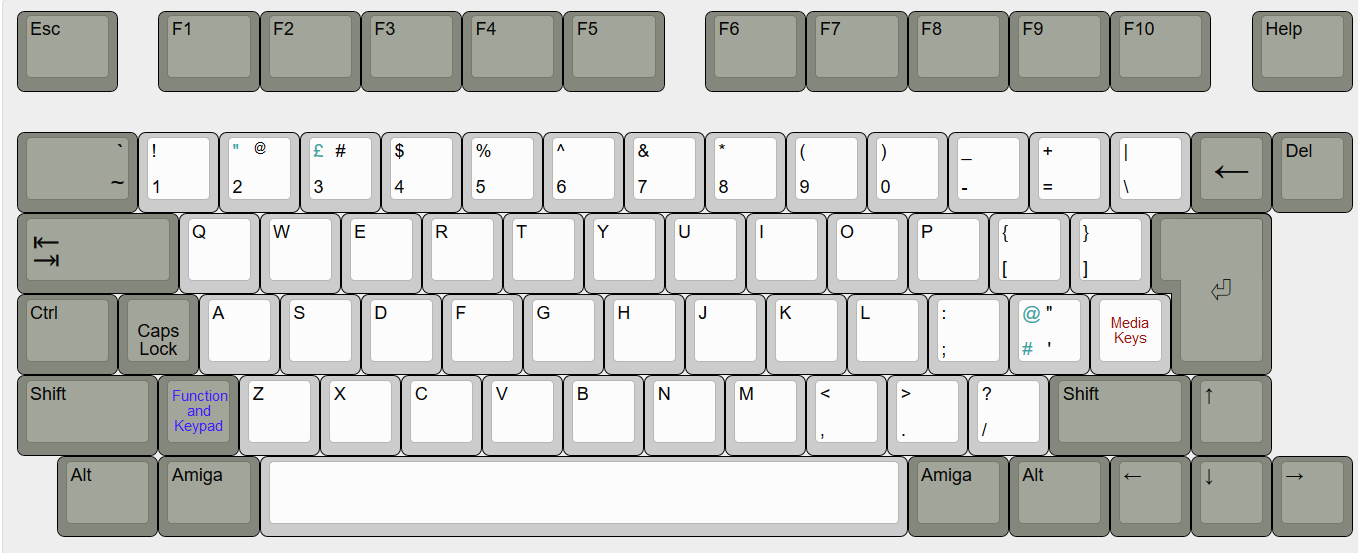 Esc F1 F2 F3 F4 F5 F6 F7 F8 F9 F10 Help
` ! " @ £ # $ % ^ & * ( ) _ + | ← Del
~ 1 2 3 4 5 6 7 8 9 0 - = \
⇤ Q W E R T Y U I O P { }
⇥ [ ] ⏎
Ctrl A S D F G H J K L : @ " Media
Caps Keys
Lock ; # '
Shift Function Z X C V B N M < > ? Shift ↑
and
Keypad , . /
Alt Amiga Amiga Alt ← ↓ →